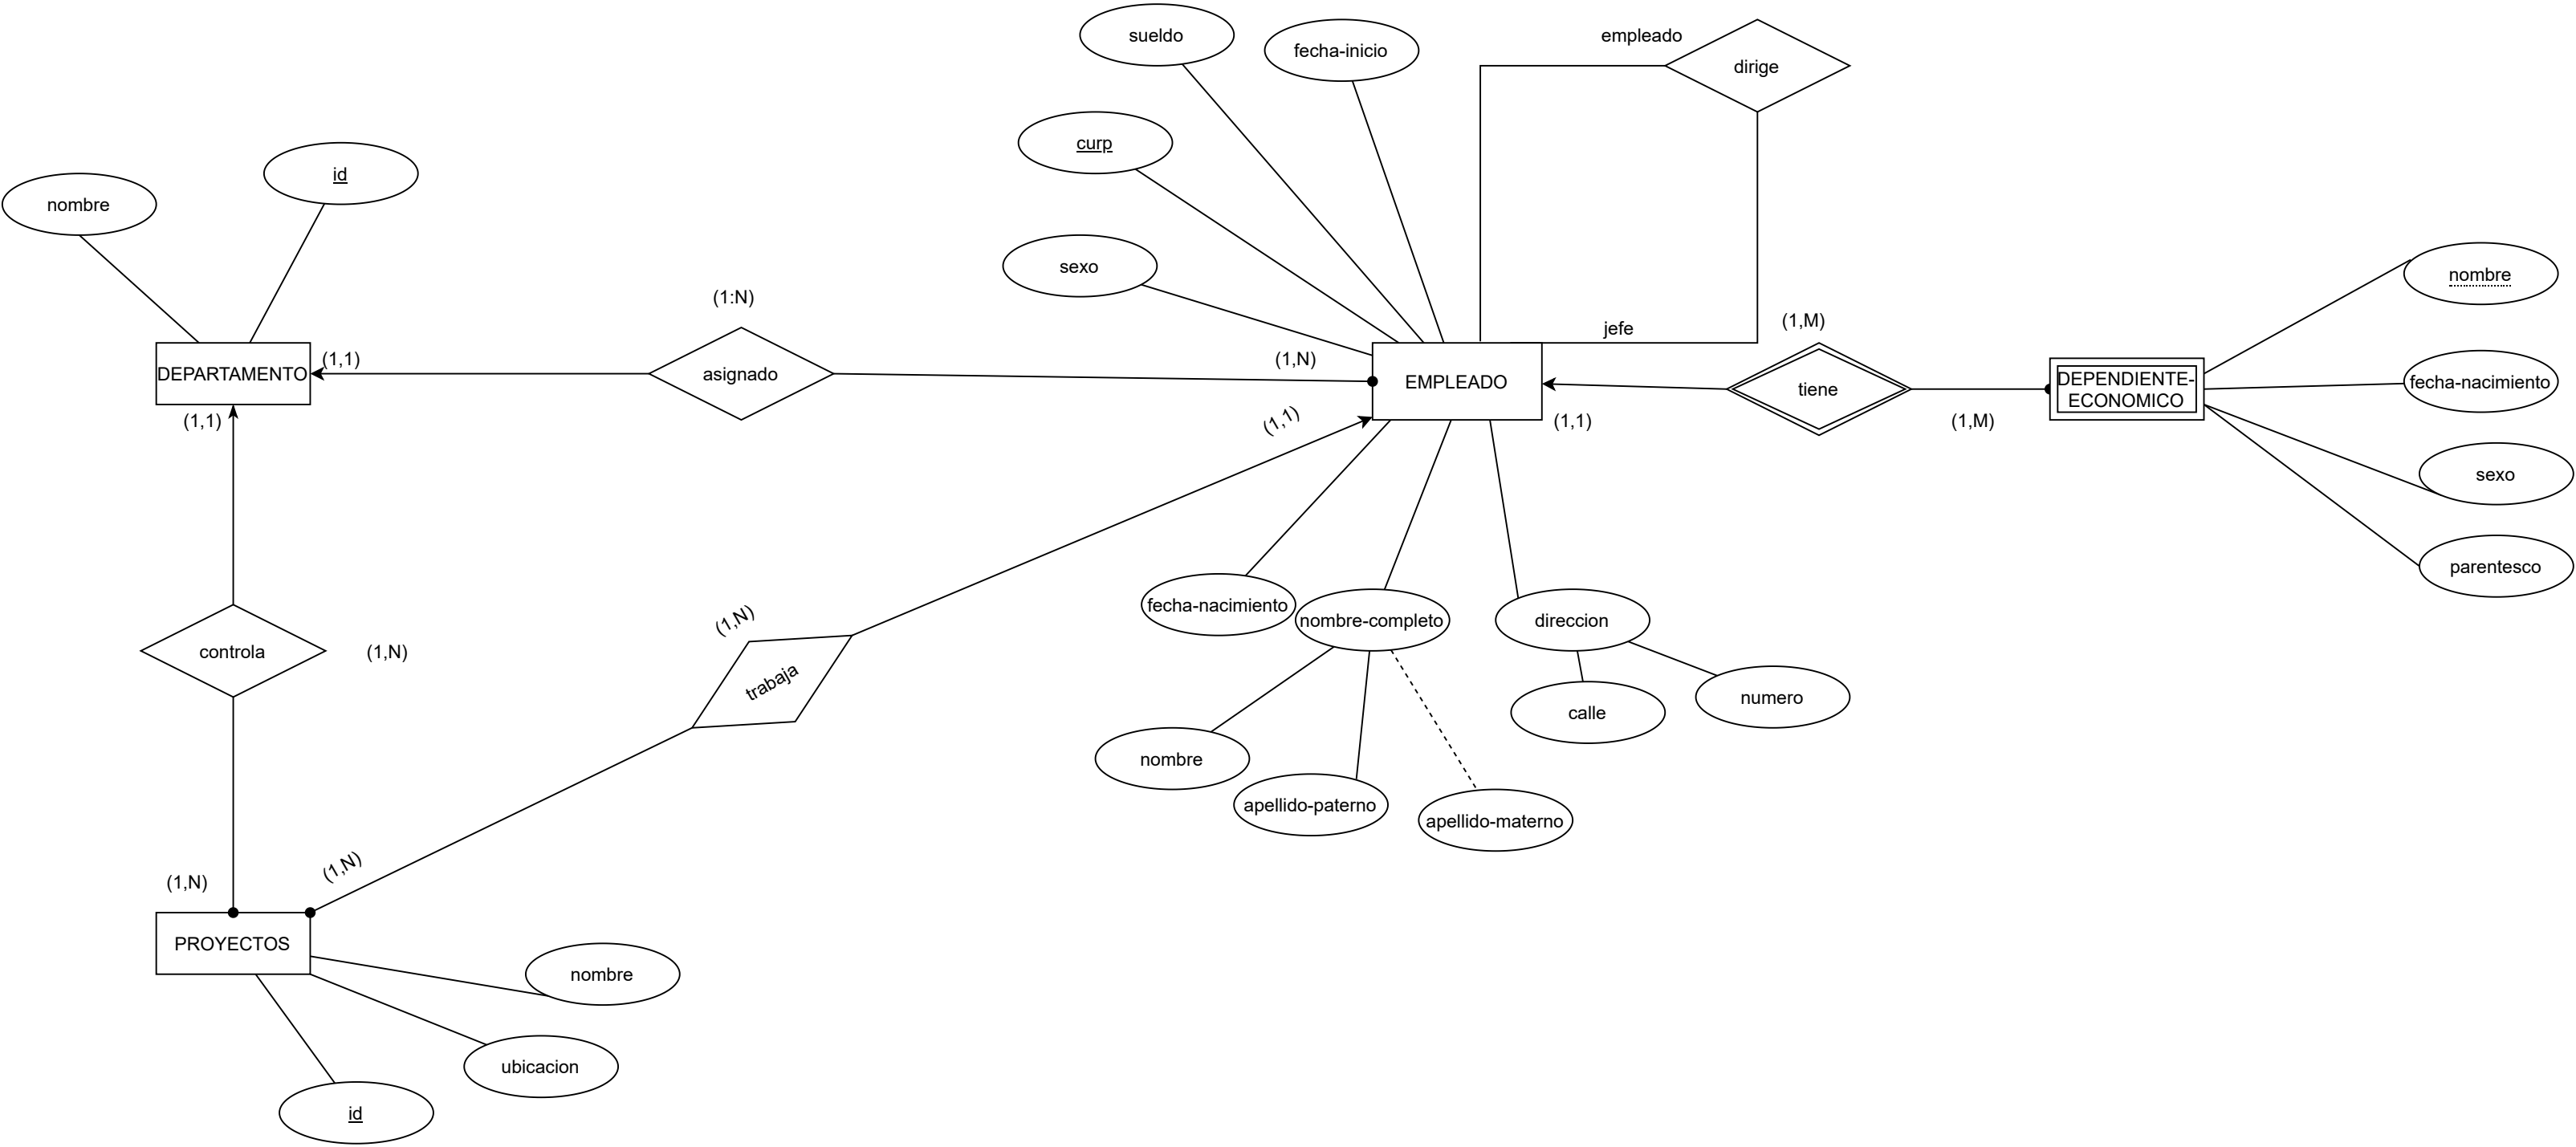 sueldo
fecha-inicio
empleado
dirige
curp
id
nombre
sexo
nombre
(1:N)
jefe
(1,M)
(1,1)
(1,N)
DEPARTAMENTO
asignado
EMPLEADO
tiene
DEPENDIENTE-
ECONOMICO
fecha-nacimiento
(1,1)
(1,1)
(1,1)
(1,M)
sexo
parentesco
fecha-nacimiento
nombre-completo
direccion
(1,N)
controla
(1,N)
trabaja
calle
numero
nombre
apellido-paterno
apellido-materno
(1,N)
(1,N)
PROYECTOS
nombre
ubicacion
id